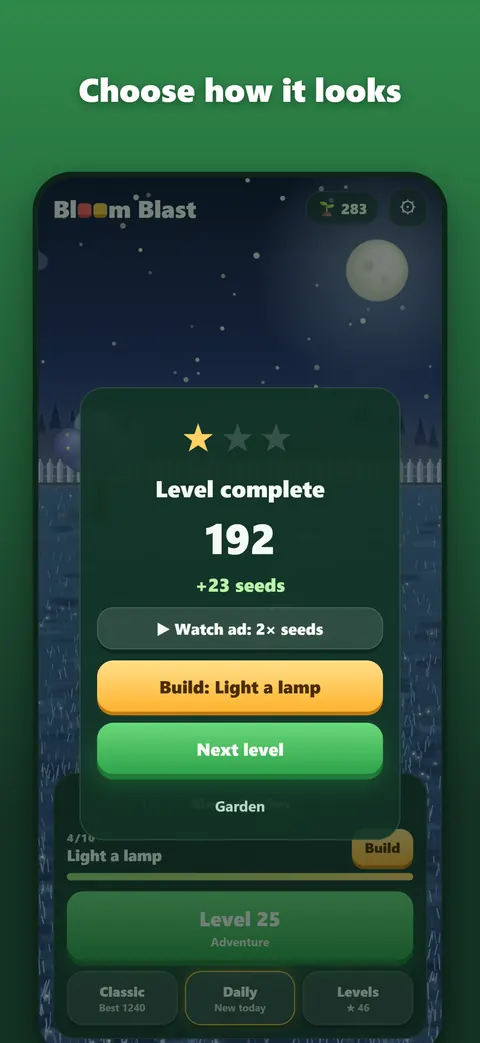 Choose how it looks
Bloom Blast
283
Level complete
192
+23 seeds
▶ Watch ad: 2× seeds
Build: Light a lamp
Next level
Garden
4/10
Light a lamp
Build
Level 25
Adventure
Classic
Best 1240
Daily
New today
Levels
★ 46